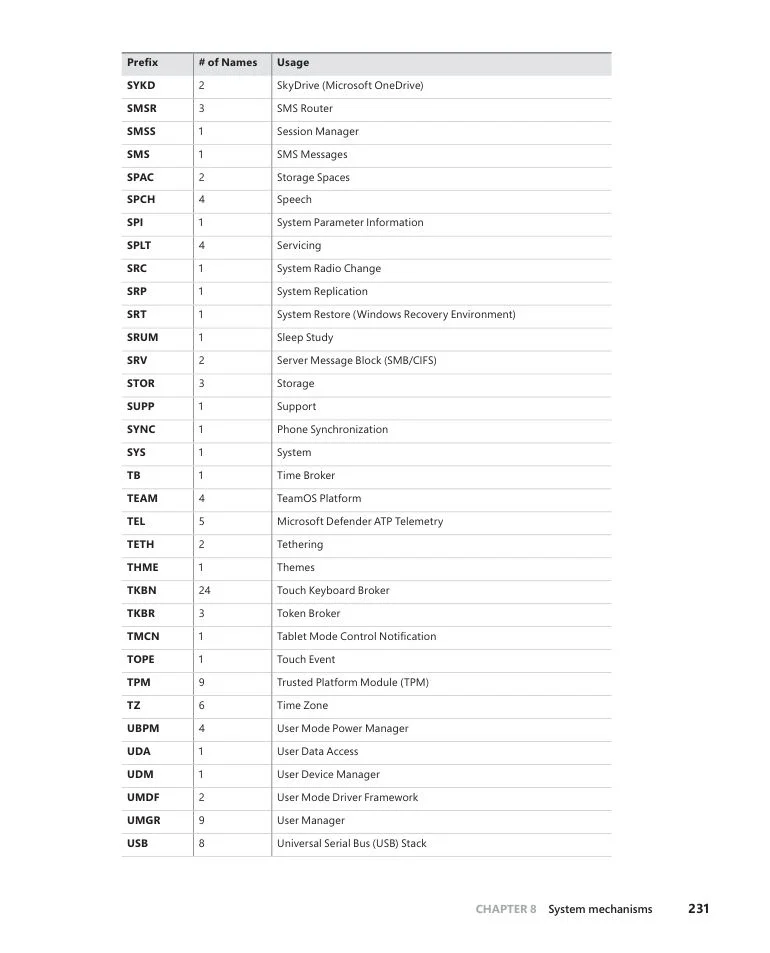 Prefix # of Names Usage
SYKD 2 SkyDrive (Microsoft OneDrive)
SMSR 3 SMS Router
SMSS 1 Session Manager
SMS 1 SMS Messages
SPAC 2 Storage Spaces
SPCH 4 Speech
SPI 1 System Parameter Information
SPLT 4 Servicing
SRC 1 System Radio Change
SRP 1 System Replication
SRT 1 System Restore (Windows Recovery Environment)
SRUM 1 Sleep Study
SRV 2 Server Message Block (SMB/CIFS)
STOR 3 Storage
SUPP 1 Support
SYNC 1 Phone Synchronization
SYS 1 System
TB 1 Time Broker
TEAM 4 TeamOS Platform
TEL 5 Microsoft Defender ATP Telemetry
TETH 2 Tethering
THME 1 Themes
TKBN 24 Touch Keyboard Broker
TKBR 3 Token Broker
TMCN 1 Tablet Mode Control Notification
TOPE 1 Touch Event
TPM 9 Trusted Platform Module (TPM)
TZ 6 Time Zone
UBPM 4 User Mode Power Manager
UDA 1 User Data Access
UDM 1 User Device Manager
UMDF 2 User Mode Driver Framework
UMGR 9 User Manager
USB 8 Universal Serial Bus (USB) Stack
CHAPTER 8 System mechanisms 231